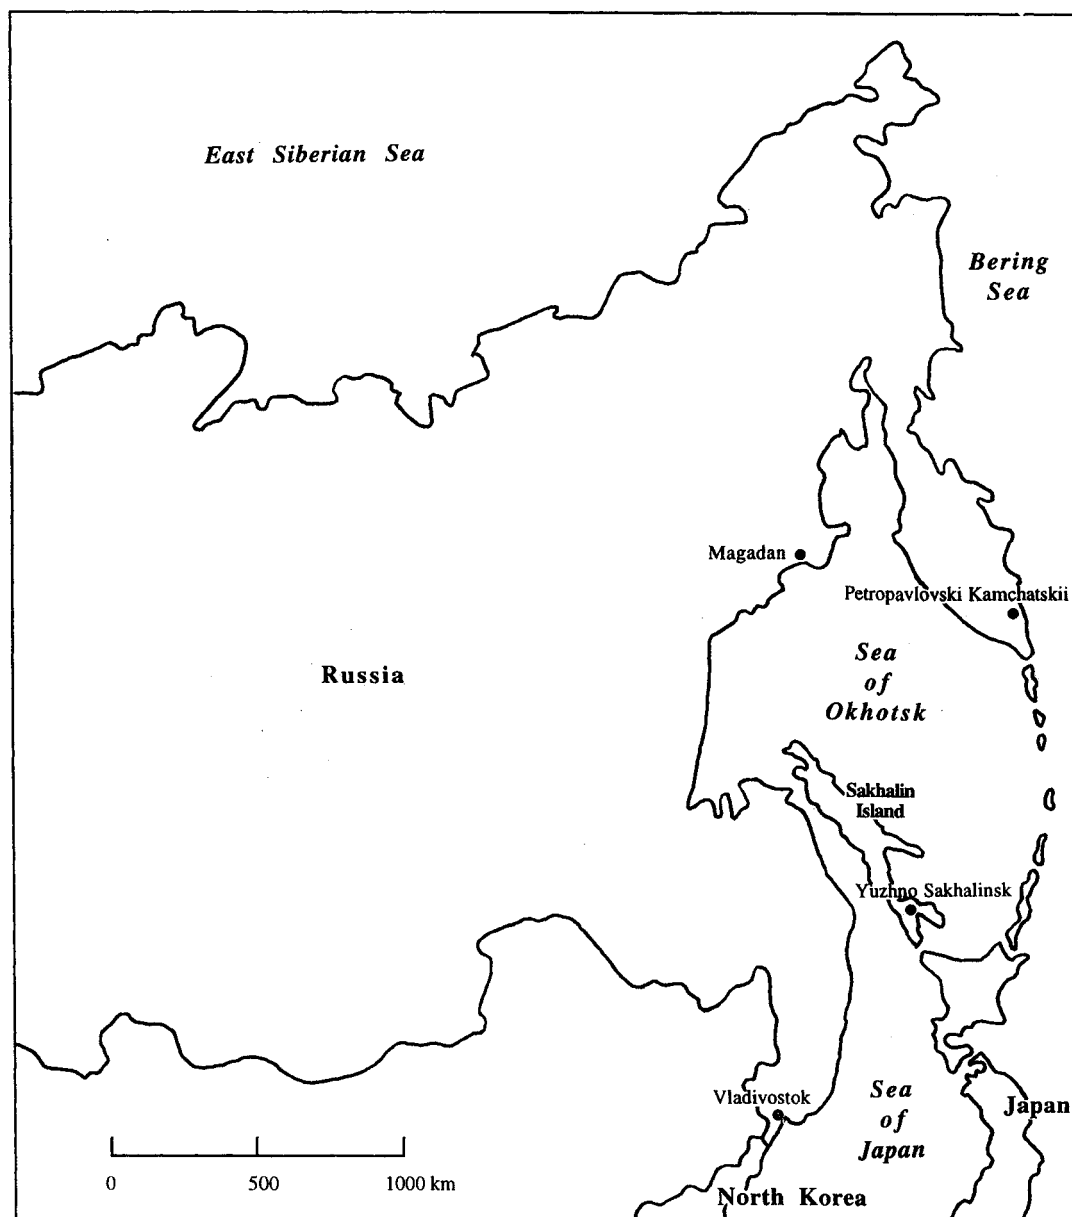 East Siberian Sea
Bering
Sea
Magadan
Petropavlovski Kamchatskii
Russia
Sea
of
Okhotsk
Sakhalin
Island
Yuzhno Sakhalinsk
Vladivostok
Sea
of
Japan
Japan
0 500 1000 km
North Korea